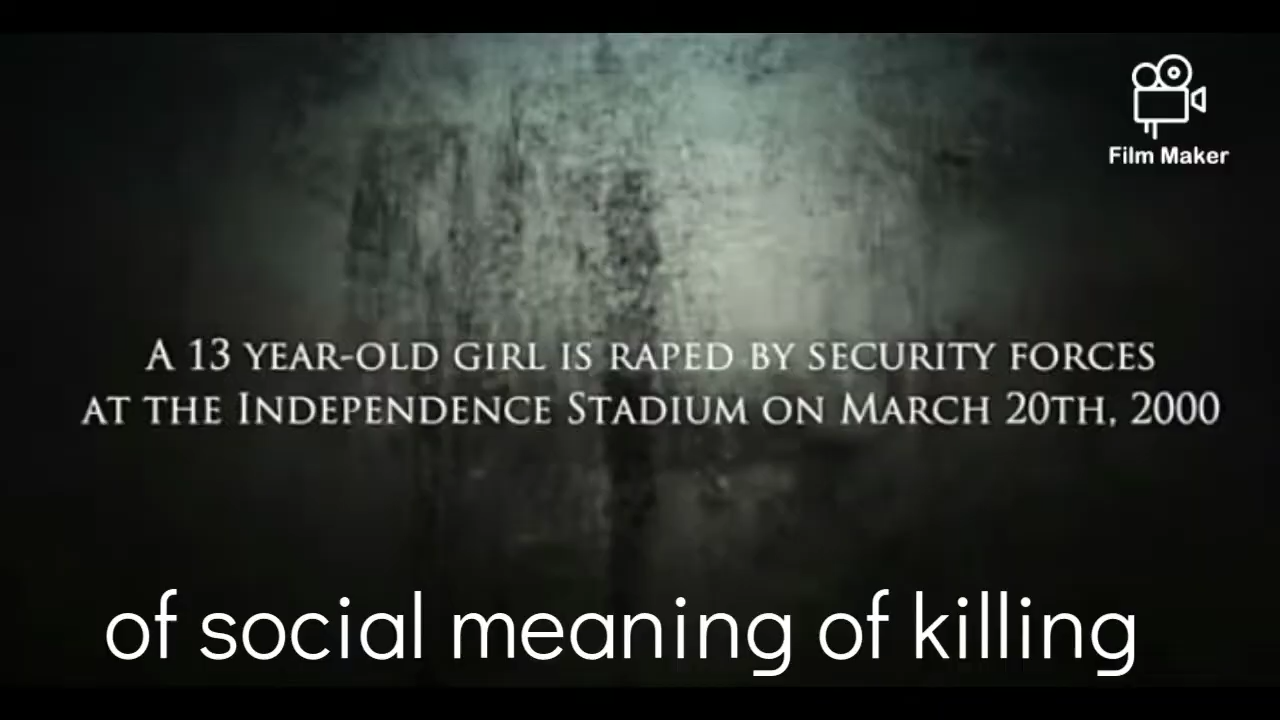 Film Maker
A 13 YEAR-OLD GIRL IS RAPED BY SECURITY FORCES
AT THE INDEPENDENCE STADIUM ON MARCH 20TH, 2000
of social meaning of killing